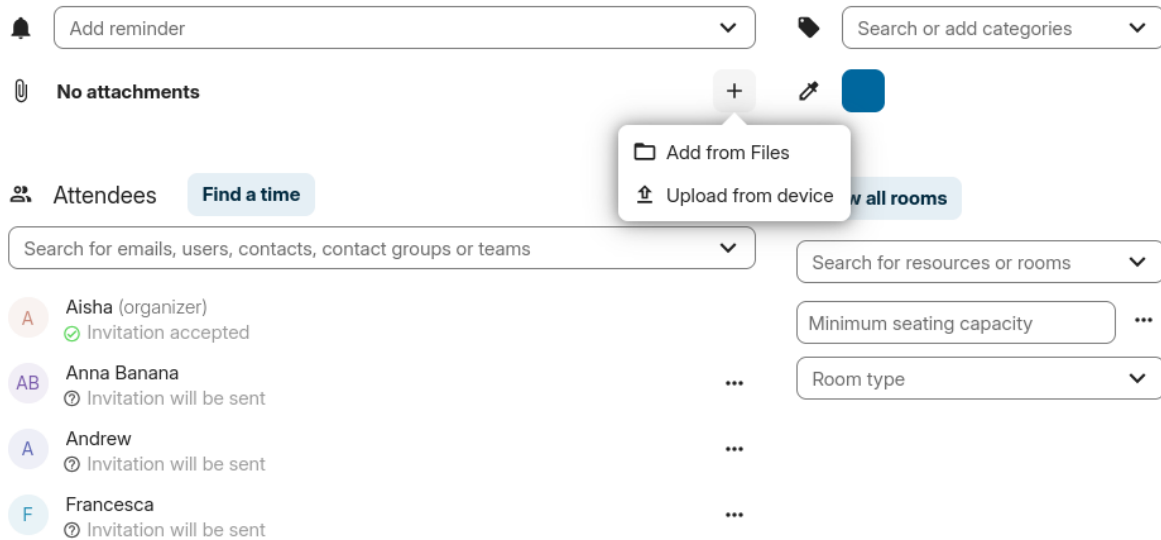 Add reminder
Search or add categories
No attachments
Add from Files
Upload from device
Attendees
Find a time
all rooms
Search for emails, users, contacts, contact groups or teams
Search for resources or rooms
A
Aisha (organizer)
Invitation accepted
Minimum seating capacity
AB
Anna Banana
Invitation will be sent
Room type
A
Andrew
Invitation will be sent
F
Francesca
Invitation will be sent